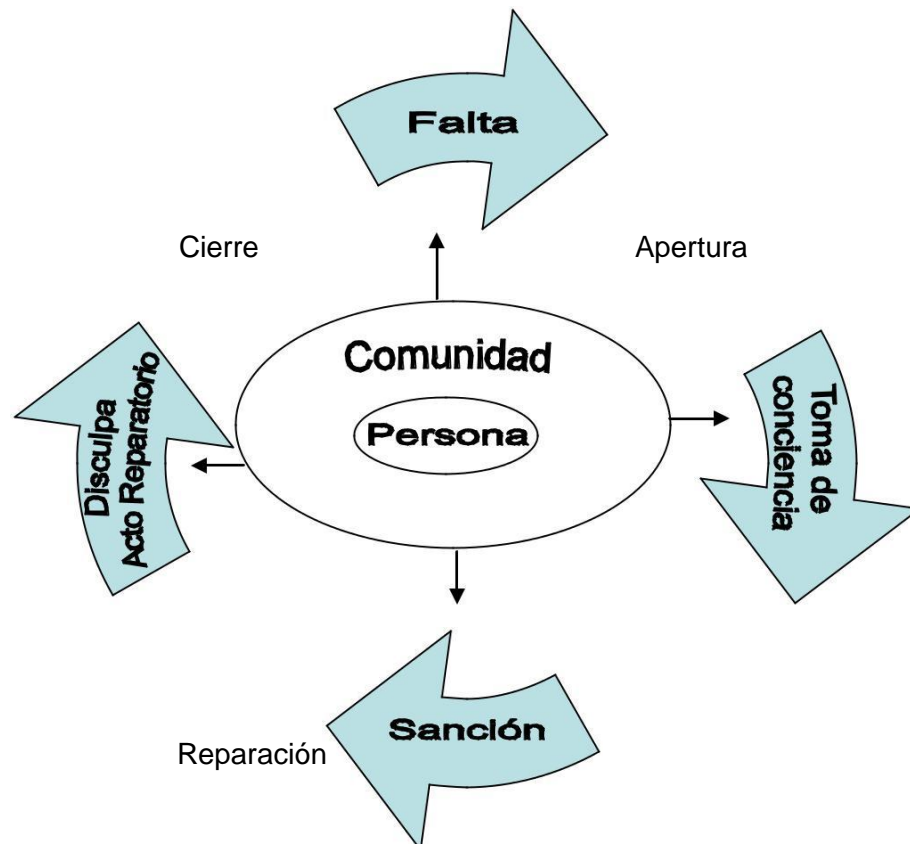 Falta
Cierre
Apertura
Comunidad
Persona
Toma de
conciencia
Disculpa
Acto Reparatorio
Sanción
Reparación